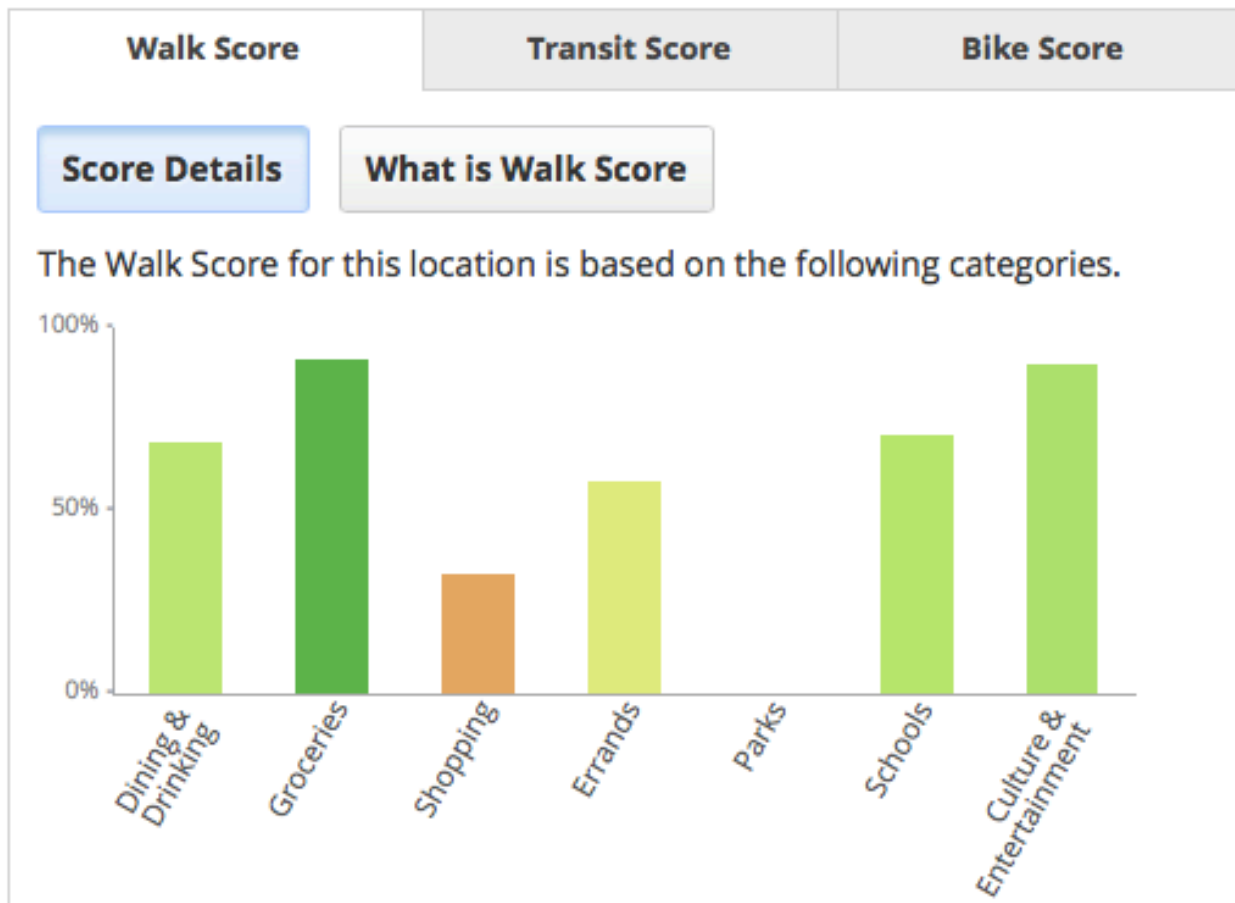 Walk Score
Transit Score
Bike Score
Score Details
What is Walk Score
The Walk Score for this location is based on the following categories.
100%
50%
0%
Dining &
Drinking
Groceries
Shopping
Errands
Parks
Schools
Culture &
Entertainment